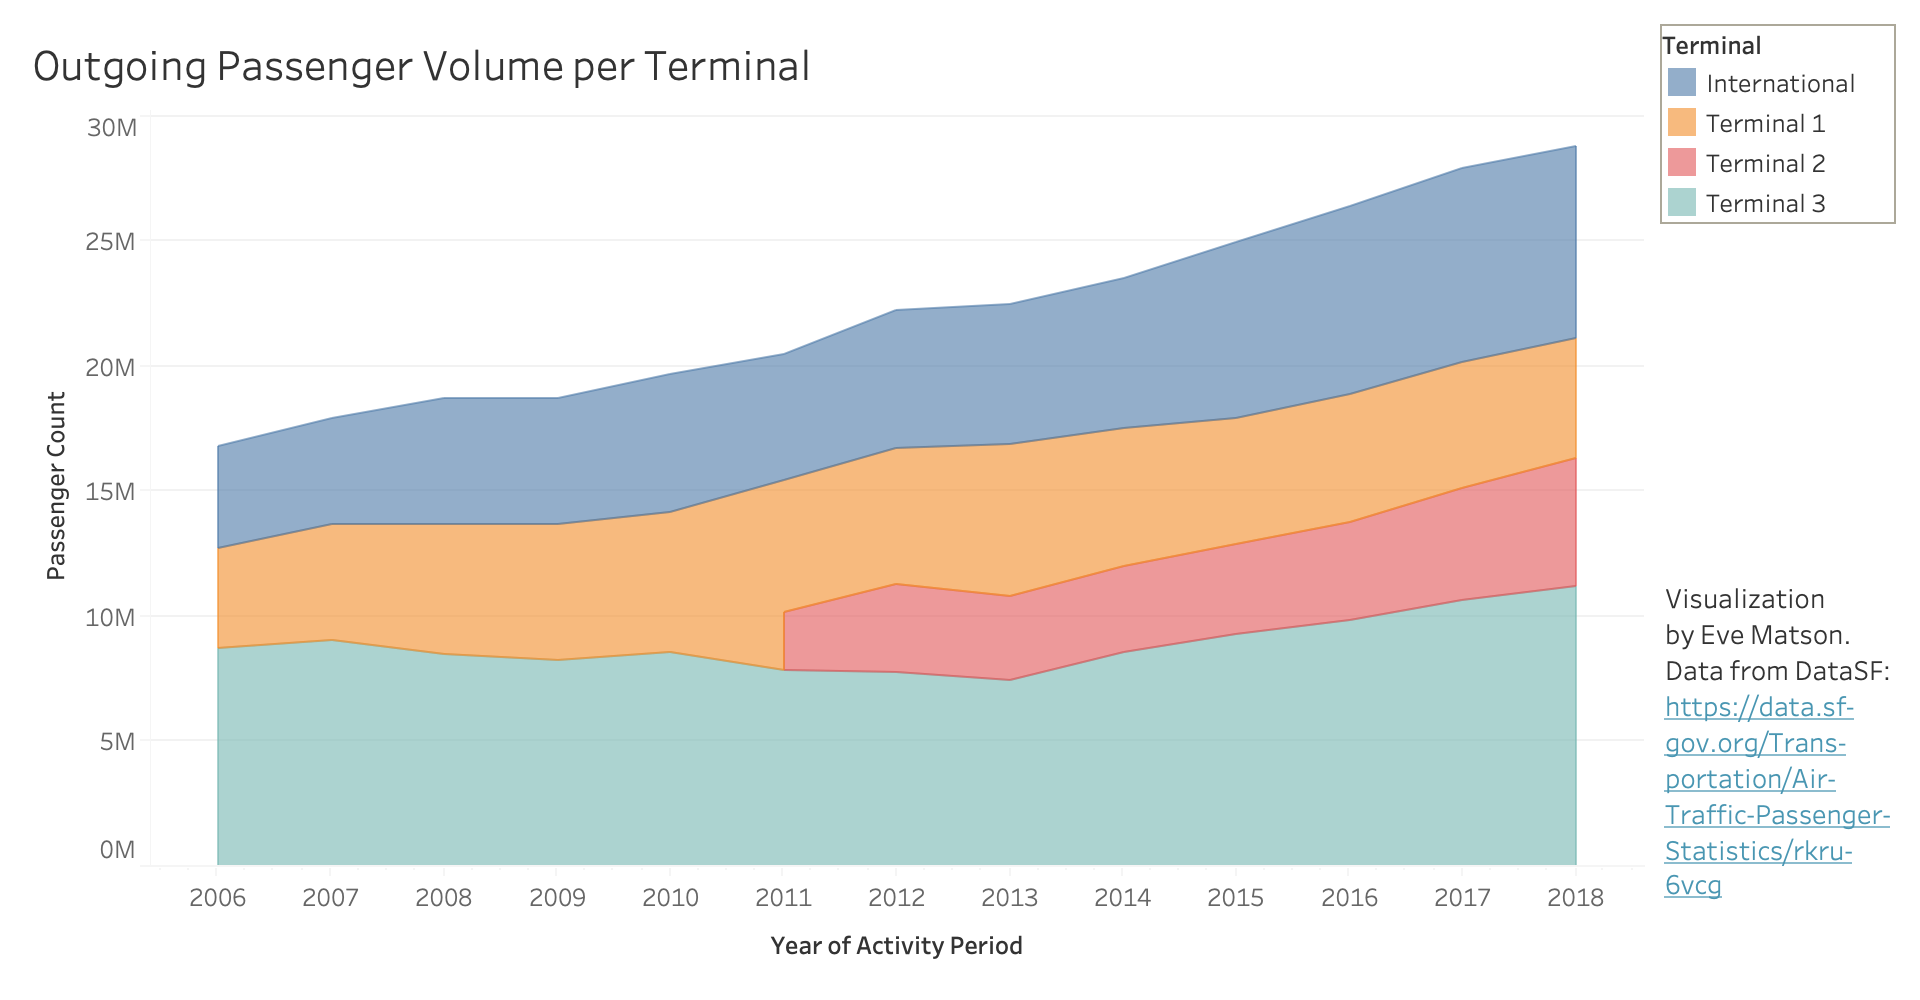 Outgoing Passenger Volume per Terminal
Terminal
International
Terminal 1
Terminal 2
Terminal 3
30M
25M
20M
15M
10M
5M
0M
Passenger Count
2006 2007 2008 2009 2010 2011 2012 2013 2014 2015 2016 2017 2018
Year of Activity Period
Visualization
by Eve Matson.
Data from DataSF:
https://data.sf-
gov.org/Trans-
portation/Air-
Traffic-Passenger-
Statistics/rkru-
6vcg